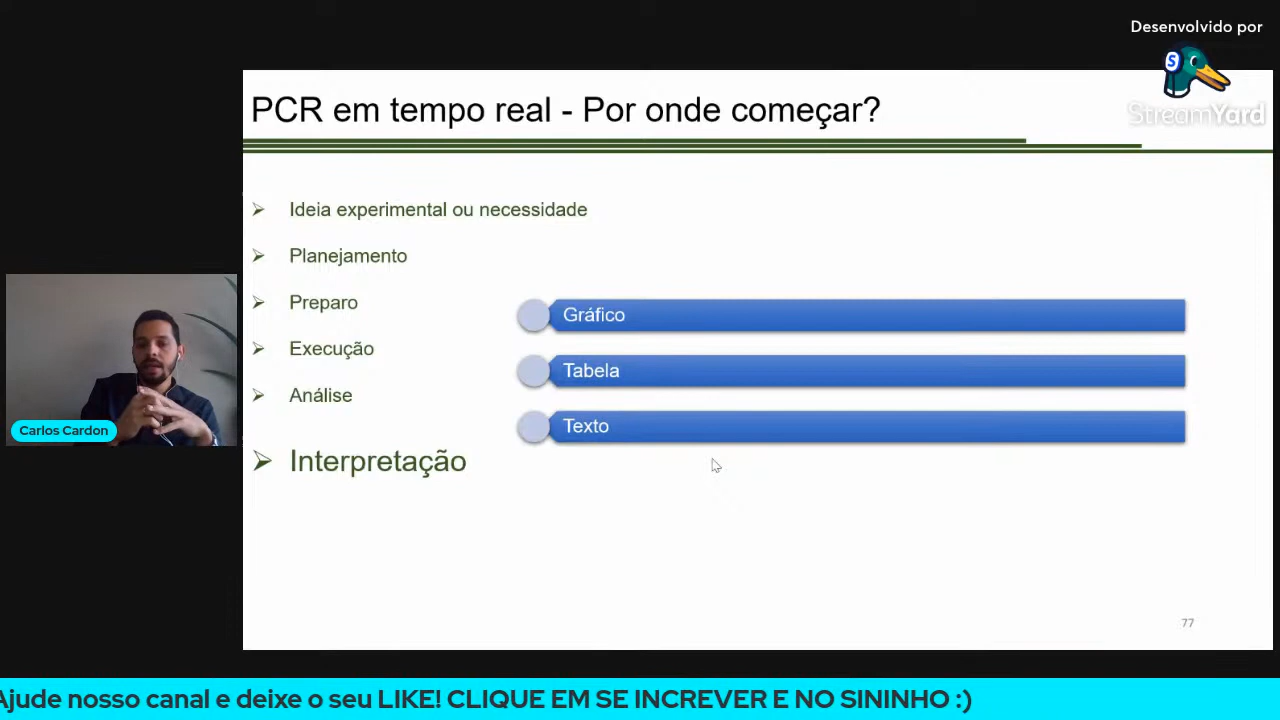 Desenvolvido por
S
StreamYard
PCR em tempo real - Por onde começar?
Ideia experimental ou necessidade
Planejamento
Preparo
Execução
Análise
Interpretação
Gráfico
Tabela
Texto
Carlos Cardon
77
Ajude nosso canal e deixe o seu LIKE! CLIQUE EM SE INCREVER E NO SININHO :)